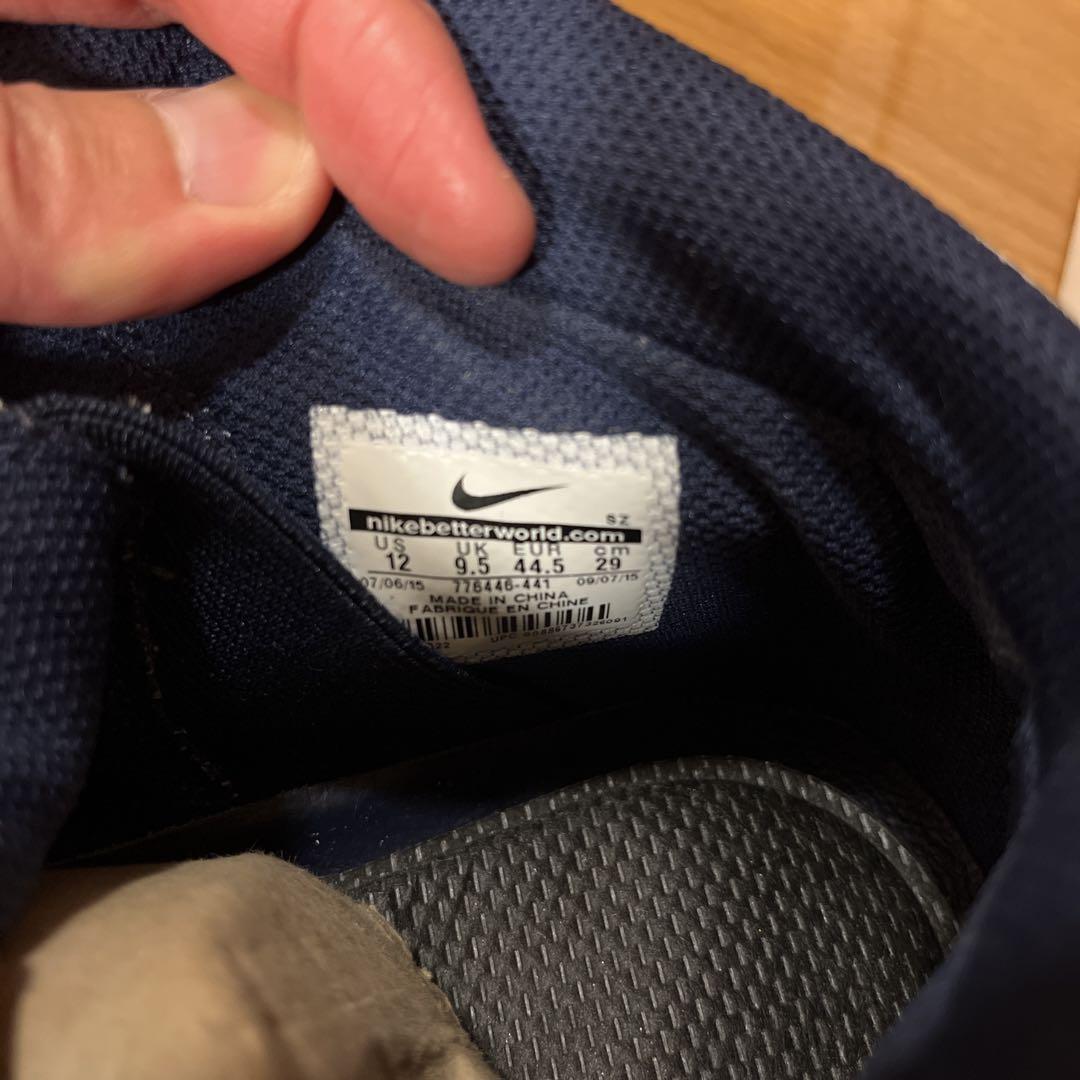 SZ
nikebetterworld.com
US UK EUR cm
12 9.5 44.5 29
07/06/15 776446-441 09/07/15
MADE IN CHINA
FABRIQUE EN CHINE
UPC